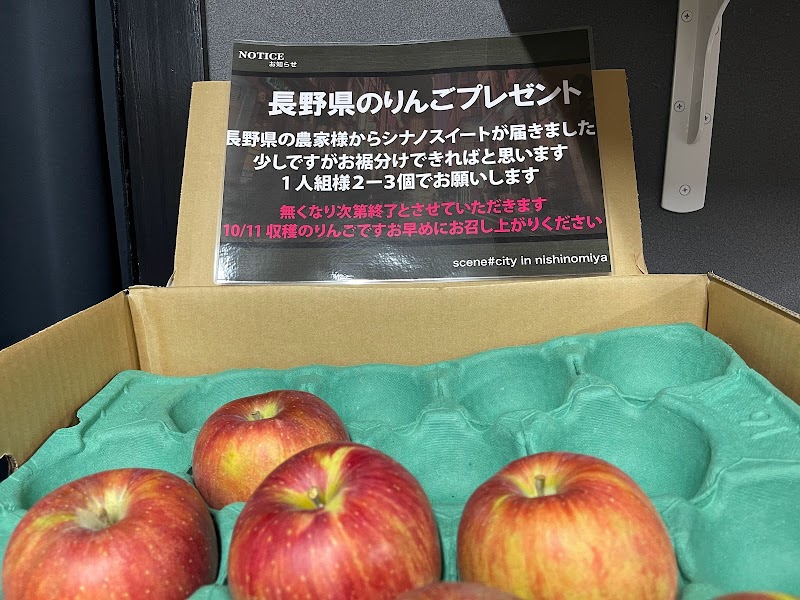 NOTICE
お知らせ
長野県のりんごプレゼント
長野県の農家様からシナノスイートが届きました
少しですがお裾分けできればと思います
１人組様２ー３個でお願いします
無くなり次第終了とさせていただきます
10/11 収穫のりんごですお早めにお召し上がりください
scene#city in nishinomiya